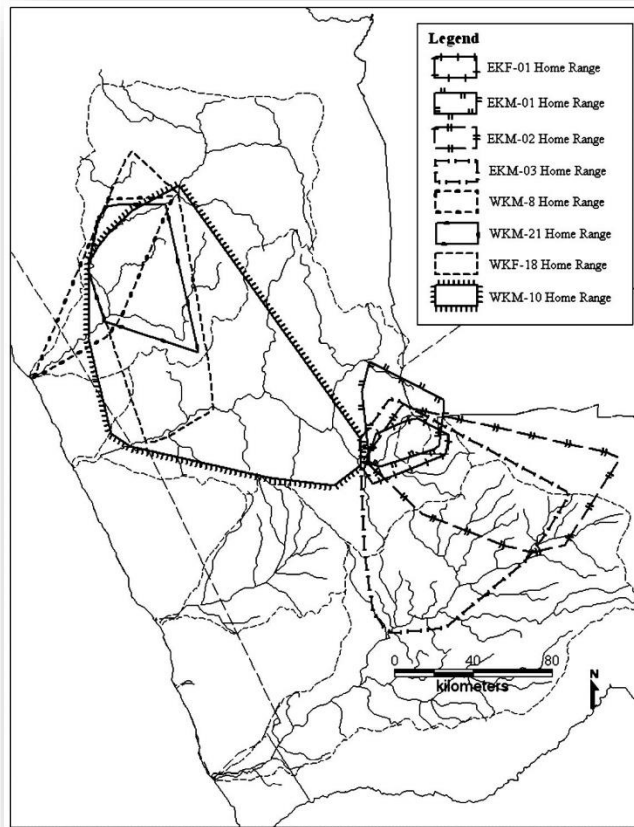 Legend
EKF-01 Home Range
EKM-01 Home Range
EKM-02 Home Range
EKM-03 Home Range
WKM-8 Home Range
WKM-21 Home Range
WKF-18 Home Range
WKM-10 Home Range
0 40 80
kilometers
N